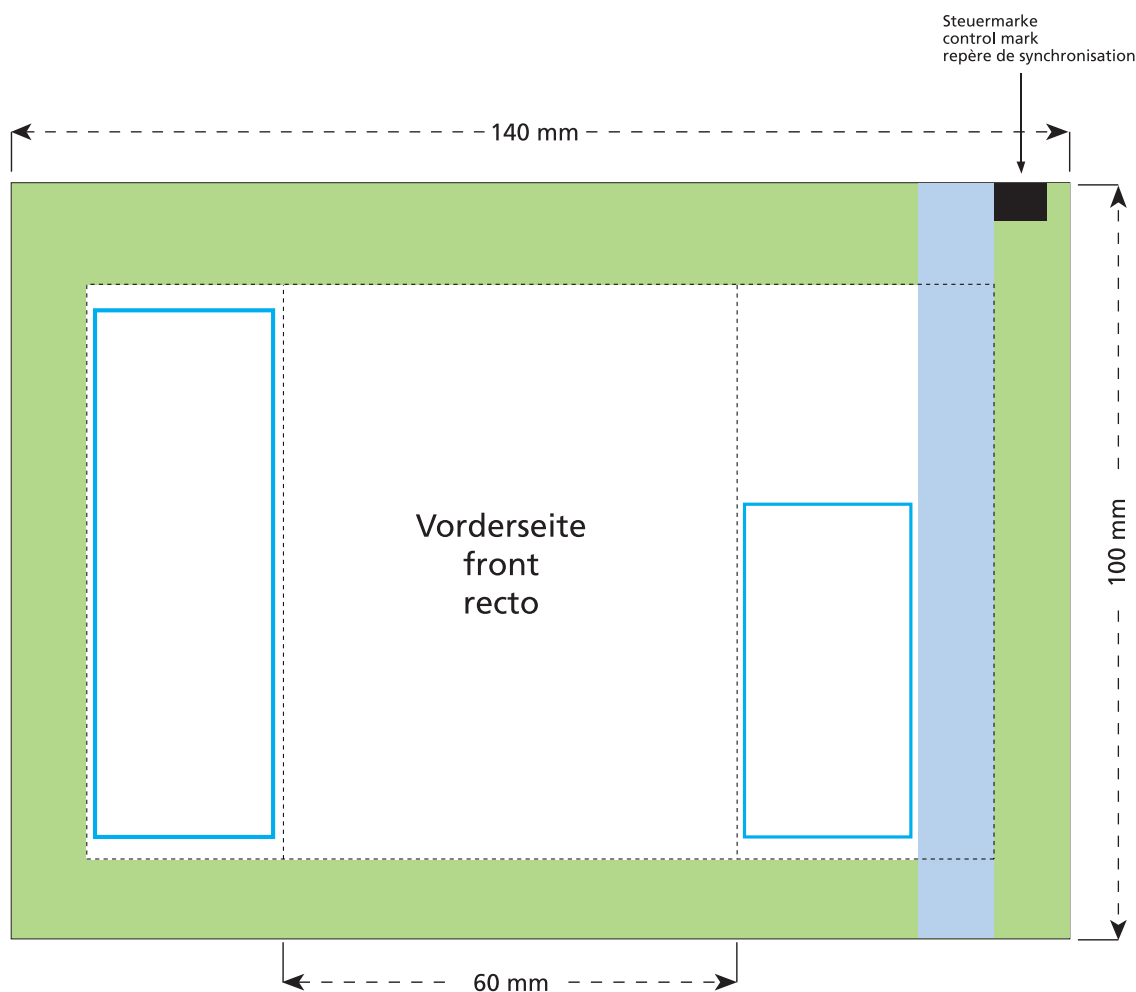 Steuermarke
control mark
repère de synchronisation
140 mm
Vorderseite
front
recto
100 mm
60 mm